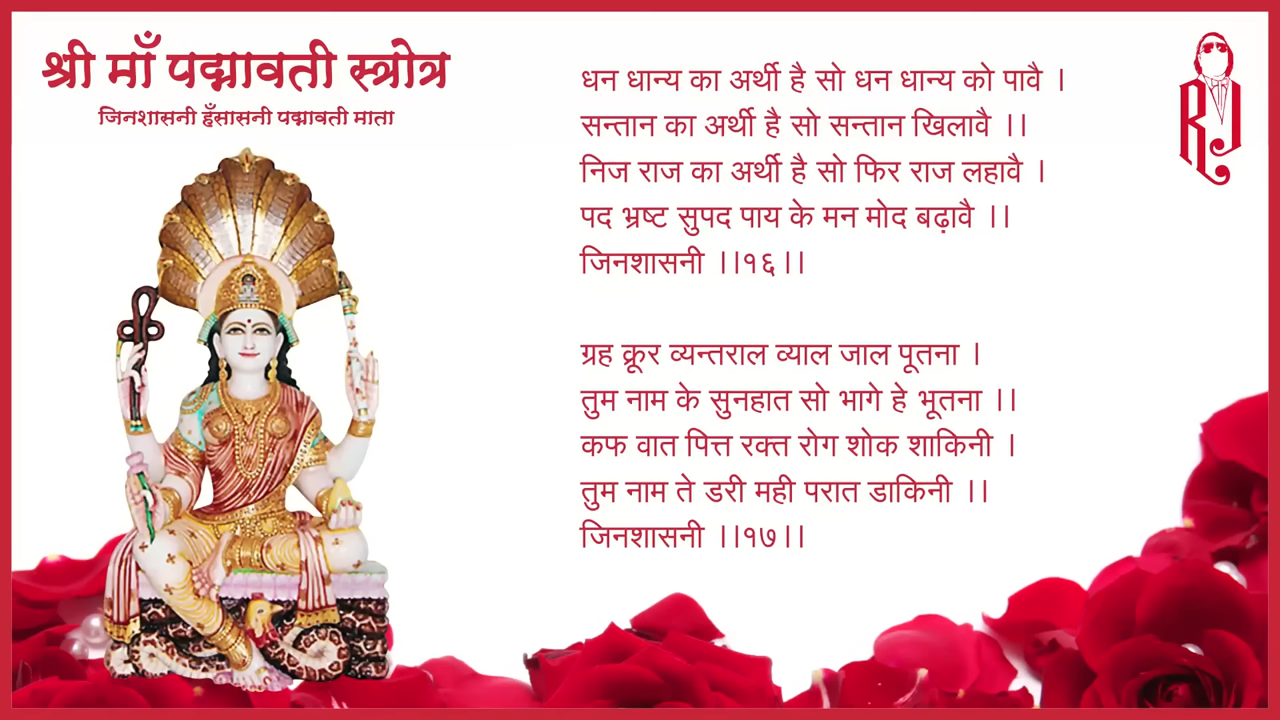 श्री माँ पद्मावती स्त्रोत्र
जिनशासनी हँसासनी पद्मावती माता
धन धान्य का अर्थी है सो धन धान्य को पावै ।
सन्तान का अर्थी है सो सन्तान खिलावै ।।
निज राज का अर्थी है सो फिर राज लहावै ।
पद भ्रष्ट सुपद पाय के मन मोद बढ़ावै ।।
जिनशासनी ।।१६।।
ग्रह क्रूर व्यन्तराल व्याल जाल पूतना ।
तुम नाम के सुनहात सो भागे हे भूतना ।।
कफ वात पित्त रक्त रोग शोक शाकिनी ।
तुम नाम ते डरी मही परात डाकिनी ।।
जिनशासनी ।।१७।।
RJ